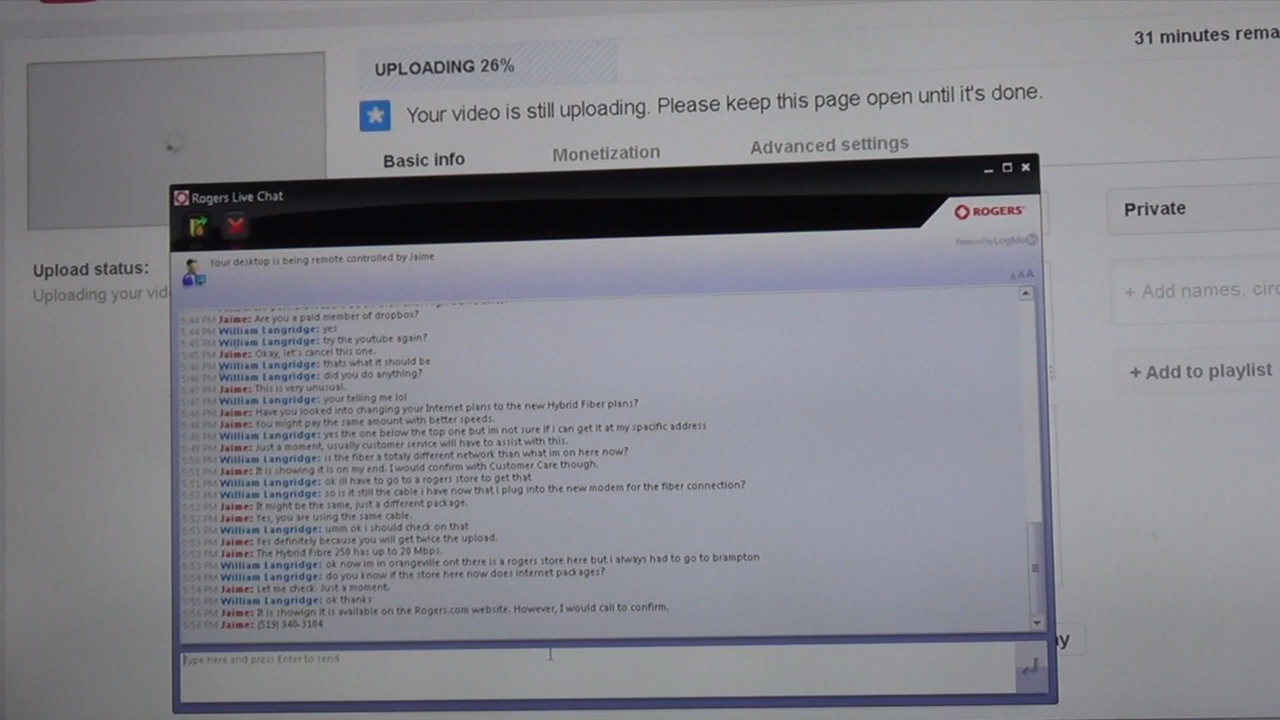 31 minutes rema
UPLOADING 26%
Your video is still uploading. Please keep this page open until it's done.
Basic info Monetization Advanced settings
Rogers Live Chat
ROGERS™
Powered by LogMeIn
Private
Your desktop is being remote controlled by Jaime
AAA
Upload status:
Uploading your vid
+ Add names, circ
+ Add to playlist
5:44 PM Jaime: Are you a paid member of dropbox?
5:44 PM William Langridge: yes
5:45 PM William Langridge: try the youtube again?
5:45 PM Jaime: Okay, let's cancel this one.
5:46 PM William Langridge: thats what it should be
5:46 PM William Langridge: did you do anything?
5:47 PM Jaime: This is very unusual.
5:47 PM William Langridge: your telling me lol
5:48 PM Jaime: Have you looked into changing your Internet plans to the new Hybrid Fiber plans?
5:48 PM Jaime: You might pay the same amount with better speeds.
5:48 PM William Langridge: yes the one below the top one but im not sure if i can get it at my spacific address
5:49 PM Jaime: Just a moment, usually customer service will have to assist with this.
5:50 PM William Langridge: is the fiber a totaly different network than what im on here now?
5:51 PM Jaime: It is showing it is on my end. I would confirm with Customer Care though.
5:51 PM William Langridge: ok ill have to go to a rogers store to get that
5:52 PM William Langridge: so is it still the cable i have now that i plug into the new modem for the fiber connection?
5:52 PM Jaime: It might be the same, just a different package.
5:52 PM Jaime: Yes, you are using the same cable.
5:53 PM William Langridge: umm ok i should check on that
5:53 PM Jaime: Yes definitely because you will get twice the upload.
5:53 PM Jaime: The Hybrid Fibre 250 has up to 20 Mbps.
5:53 PM William Langridge: ok now im in orangeville ont there is a rogers store here but i always had to go to brampton
5:54 PM William Langridge: do you know if the store here now does internet packages?
5:54 PM Jaime: Let me check. Just a moment.
5:55 PM William Langridge: ok thanks
5:56 PM Jaime: It is showign it is available on the Rogers.com website. However, I would call to confirm.
5:56 PM Jaime: (519) 940-3104
Type here and press Enter to send